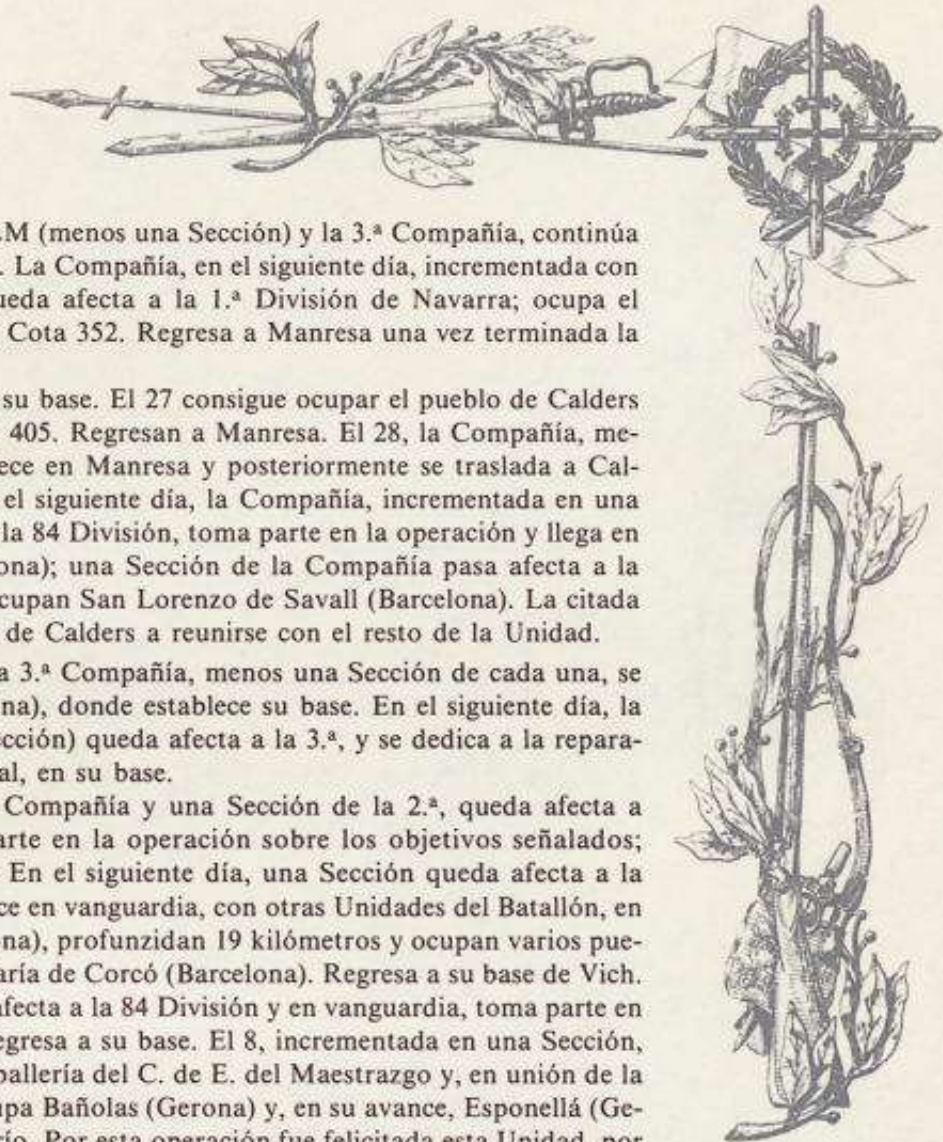 .M (menos una Sección) y la 3.ª Compañía, continúa
. La Compañía, en el siguiente día, incrementada con
ueda afecta a la 1.ª División de Navarra; ocupa el
Cota 352. Regresa a Manresa una vez terminada la
su base. El 27 consigue ocupar el pueblo de Calders
405. Regresan a Manresa. El 28, la Compañía, me-
ece en Manresa y posteriormente se traslada a Cal-
el siguiente día, la Compañía, incrementada en una
la 84 División, toma parte en la operación y llega en
ona); una Sección de la Compañía pasa afecta a la
cupan San Lorenzo de Savall (Barcelona). La citada
de Calders a reunirse con el resto de la Unidad.
a 3.ª Compañía, menos una Sección de cada una, se
na), donde establece su base. En el siguiente día, la
cción) queda afecta a la 3.ª, y se dedica a la repara-
al, en su base.
Compañía y una Sección de la 2.ª, queda afecta a
arte en la operación sobre los objetivos señalados;
. En el siguiente día, una Sección queda afecta a la
ce en vanguardia, con otras Unidades del Batallón, en
ona), profunzidan 19 kilómetros y ocupan varios pue-
aría de Corcó (Barcelona). Regresa a su base de Vich.
afecta a la 84 División y en vanguardia, toma parte en
egresa a su base. El 8, incrementada en una Sección,
ballería del C. de E. del Maestrazgo y, en unión de la
upa Bañolas (Gerona) y, en su avance, Esponellá (Ge-
río. Por esta operación fue felicitada esta Unidad, por